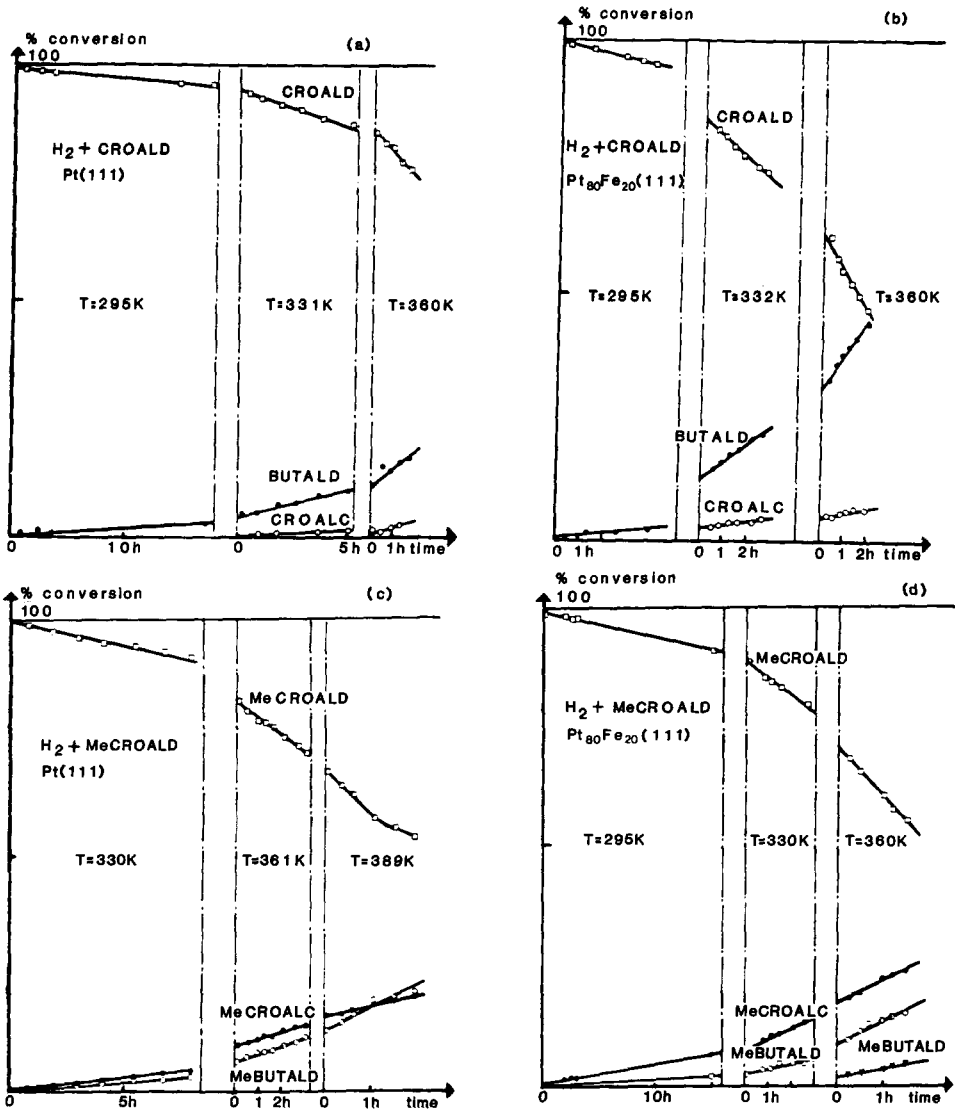 % conversion
(a)
100
CROALD
H2 + CROALD
Pt(111)
T=295K
T=331K
T=360K
BUTALD
CROALC
0
10h
0
5h
0
1h
time
% conversion
(b)
100
CROALD
H2 +CROALD
Pt80Fe20(111)
T=295K
T=332K
T=360K
BUTALD
CROALC
0
1h
0
1
2h
0
1
2h
time
% conversion
(c)
100
MeCROALD
H2 +MeCROALD
Pt(111)
T=330K
T=361K
T=389K
MeCROALC
MeBUTALD
0
5h
0
1
2h
0
1h
time
% conversion
(d)
100
MeCROALD
H2 + MeCROALD
Pt80Fe20(111)
T=295K
T=330K
T=360K
MeCROALC
MeBUTALD
MeBUTALD
0
10h
0
1h
0
1h
time